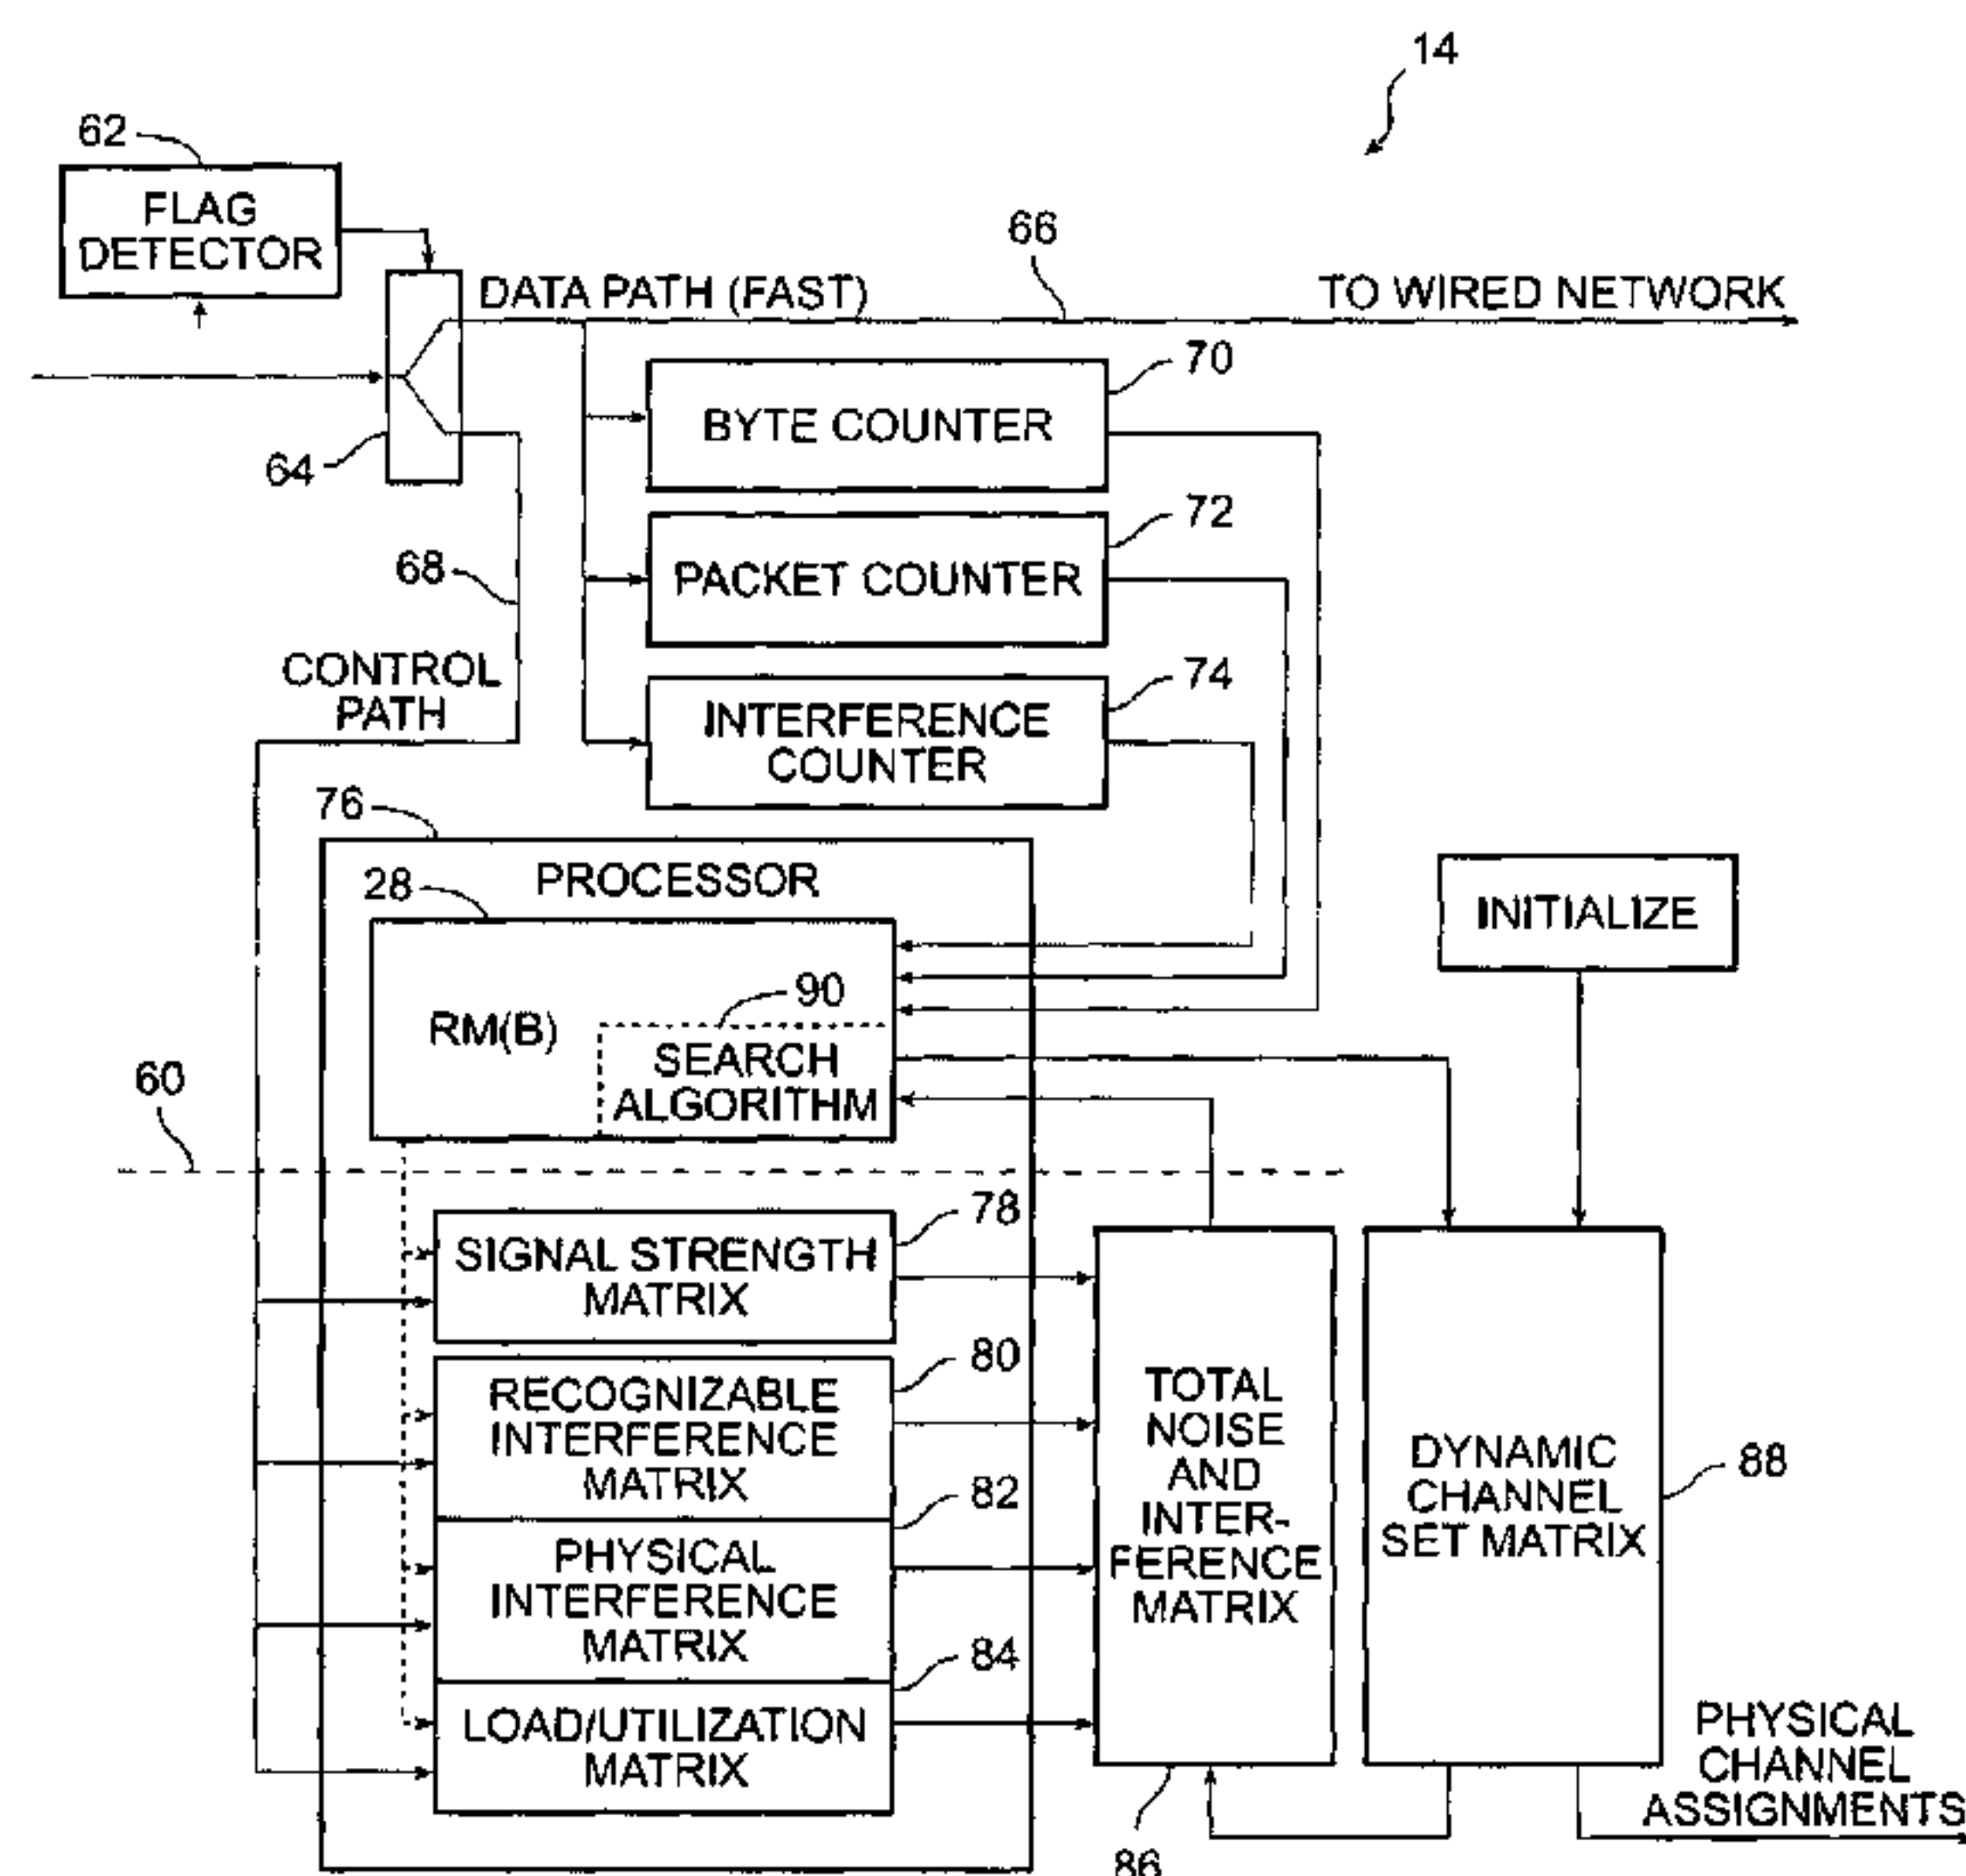 14
62
FLAG
DETECTOR
66
DATA PATH (FAST)
TO WIRED NETWORK
64
70
BYTE COUNTER
72
PACKET COUNTER
68
CONTROL
PATH
74
INTERFERENCE
COUNTER
76
PROCESSOR
28
RM(B)
90
SEARCH
ALGORITHM
INITIALIZE
60
78
SIGNAL STRENGTH
MATRIX
80
RECOGNIZABLE
INTERFERENCE
MATRIX
82
PHYSICAL
INTERFERENCE
MATRIX
84
LOAD/UTILIZATION
MATRIX
TOTAL
NOISE
AND
INTER-
FERENCE
MATRIX
86
DYNAMIC
CHANNEL
SET MATRIX
88
PHYSICAL
CHANNEL
ASSIGNMENTS